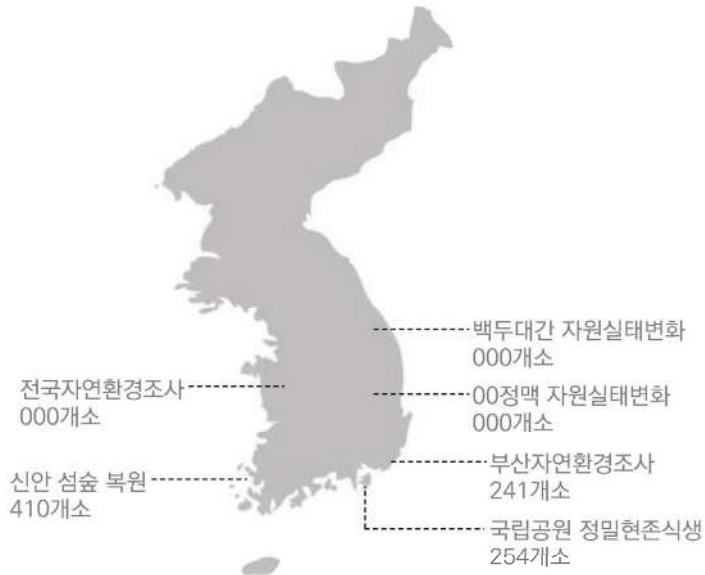 백두대간 자원실태변화
000개소
전국자연환경조사
000개소
00정맥 자원실태변화
000개소
부산자연환경조사
241개소
신안 섬숲 복원
410개소
국립공원 정밀현존식생
254개소